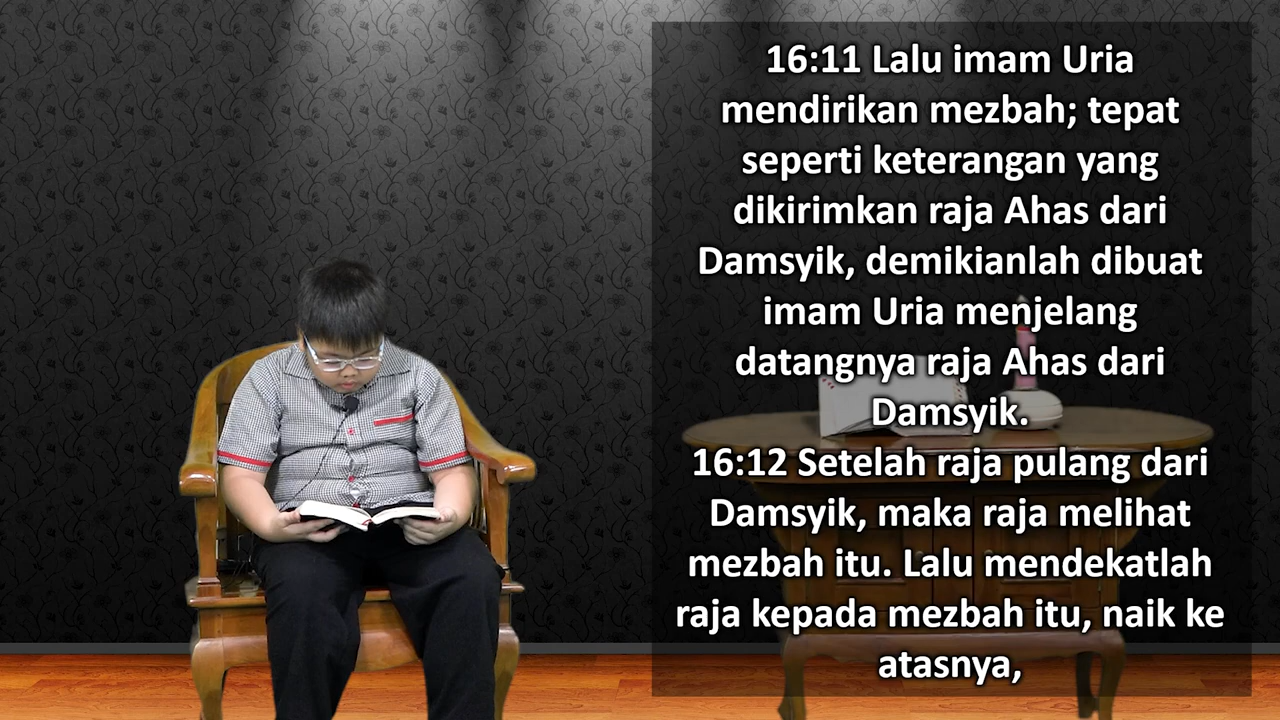 16:11 Lalu imam Uria
mendirikan mezbah; tepat
seperti keterangan yang
dikirimkan raja Ahas dari
Damsyik, demikianlah dibuat
imam Uria menjelang
datangnya raja Ahas dari
Damsyik.
16:12 Setelah raja pulang dari
Damsyik, maka raja melihat
mezbah itu. Lalu mendekatlah
raja kepada mezbah itu, naik ke
atasnya,